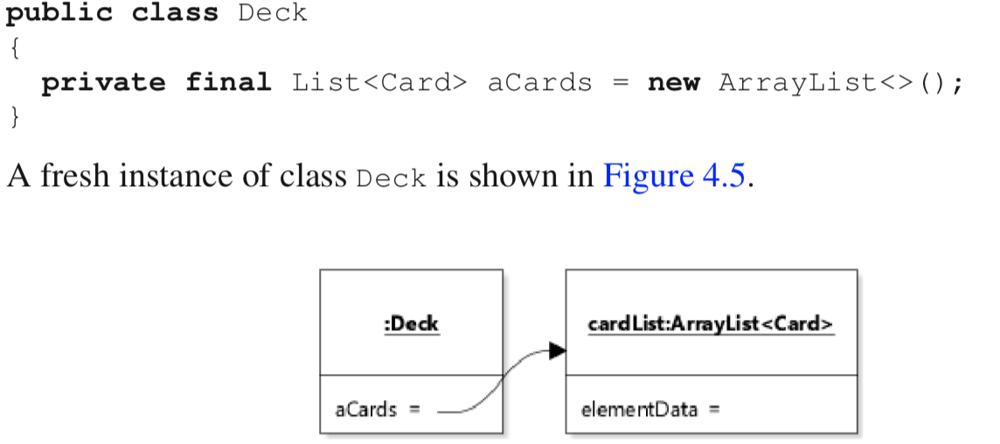 public class Deck
{
private final List<Card> aCards = new ArrayList<>();
}
A fresh instance of class Deck is shown in Figure 4.5.
:Deck
cardList:ArrayList<Card>
aCards =
elementData =